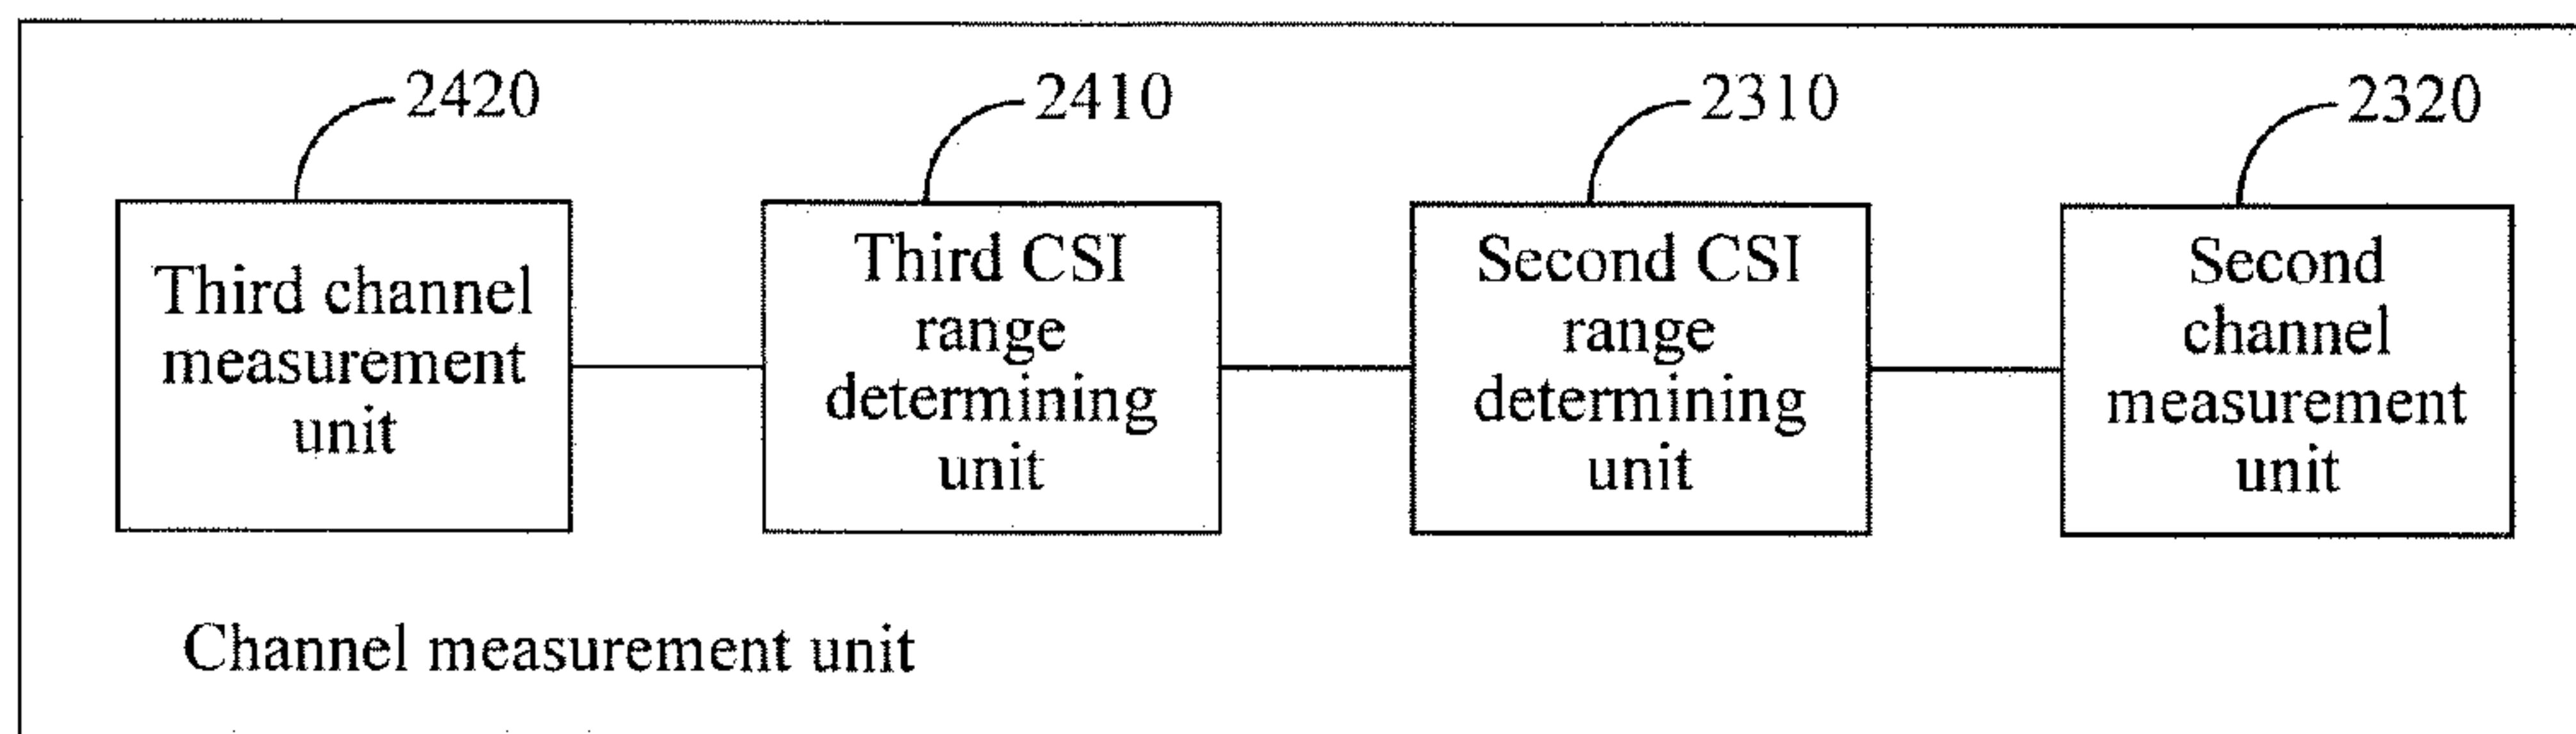 2420
2410
2310
2320
Third channel
measurement
unit
Third CSI
range
determining
unit
Second CSI
range
determining
unit
Second
channel
measurement
unit
Channel measurement unit